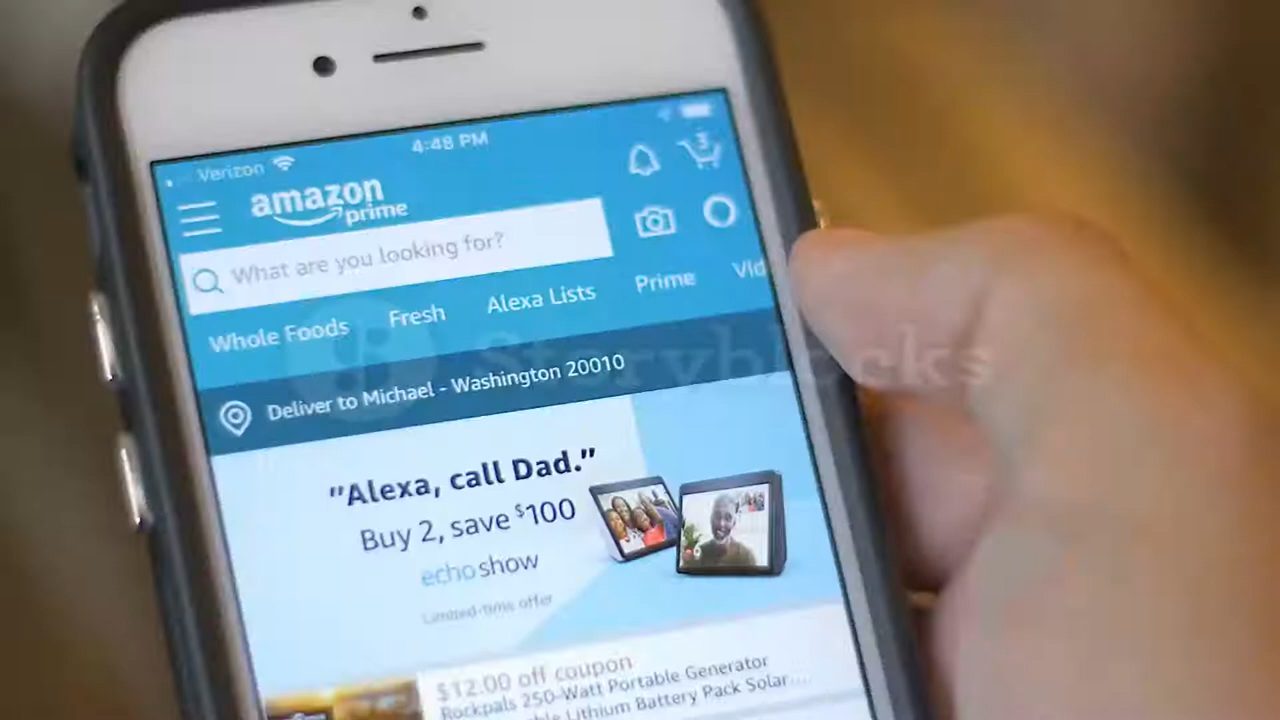 Verizon 4:48 PM
3
amazon
prime
What are you looking for?
Whole Foods Fresh Alexa Lists Prime Vid
Storyblocks
Deliver to Michael - Washington 20010
"Alexa, call Dad."
Buy 2, save $100
echo show
Limited-time offer
$12.00 off coupon
Rockpals 250-Watt Portable Generator
Lithium Battery Pack Solar....